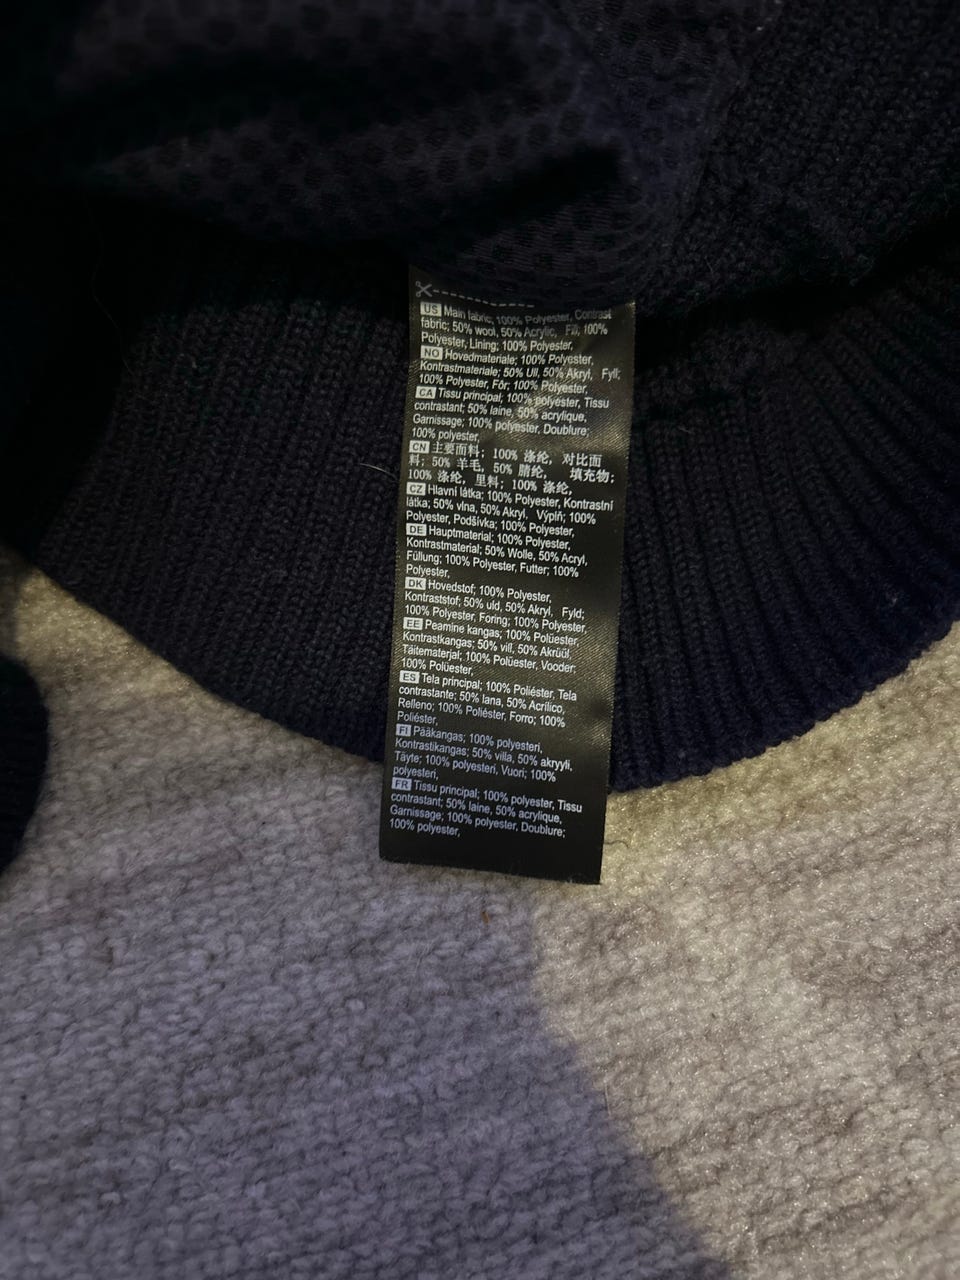 US Main fabric; 100% Polyester, Contrast
fabric; 50% wool, 50% Acrylic, Fill; 100%
Polyester, Lining; 100% Polyester,
NO Hovedmateriale; 100% Polyester,
Kontrastmateriale; 50% Ull, 50% Akryl, Fyll;
100% Polyester, Fôr; 100% Polyester,
CA Tissu principal; 100% polyester, Tissu
contrastant; 50% laine, 50% acrylique,
Garnissage; 100% polyester, Doublure;
100% polyester,
CN 主要面料; 100% 涤纶, 对比面
料; 50% 羊毛, 50% 腈纶, 填充物;
100% 涤纶, 里料; 100% 涤纶,
CZ Hlavní látka; 100% Polyester, Kontrastní
látka; 50% vlna, 50% Akryl, Výplň; 100%
Polyester, Podšívka; 100% Polyester,
DE Hauptmaterial; 100% Polyester,
Kontrastmaterial; 50% Wolle, 50% Acryl,
Füllung; 100% Polyester, Futter; 100%
Polyester,
DK Hovedstof; 100% Polyester,
Kontraststof; 50% uld, 50% Akryl, Fyld;
100% Polyester, Foring; 100% Polyester,
EE Peamine kangas; 100% Polüester,
Kontrastkangas; 50% vill, 50% Akrüül,
Täitematerjal; 100% Polüester, Vooder;
100% Polüester,
ES Tela principal; 100% Poliéster, Tela
contrastante; 50% lana, 50% Acrílico,
Relleno; 100% Poliéster, Forro; 100%
Poliéster,
FI Pääkangas; 100% polyesteri,
Kontrastikangas; 50% villa, 50% akryyli,
Täyte; 100% polyesteri, Vuori; 100%
polyesteri,
FR Tissu principal; 100% polyester, Tissu
contrastant; 50% laine, 50% acrylique,
Garnissage; 100% polyester, Doublure;
100% polyester,